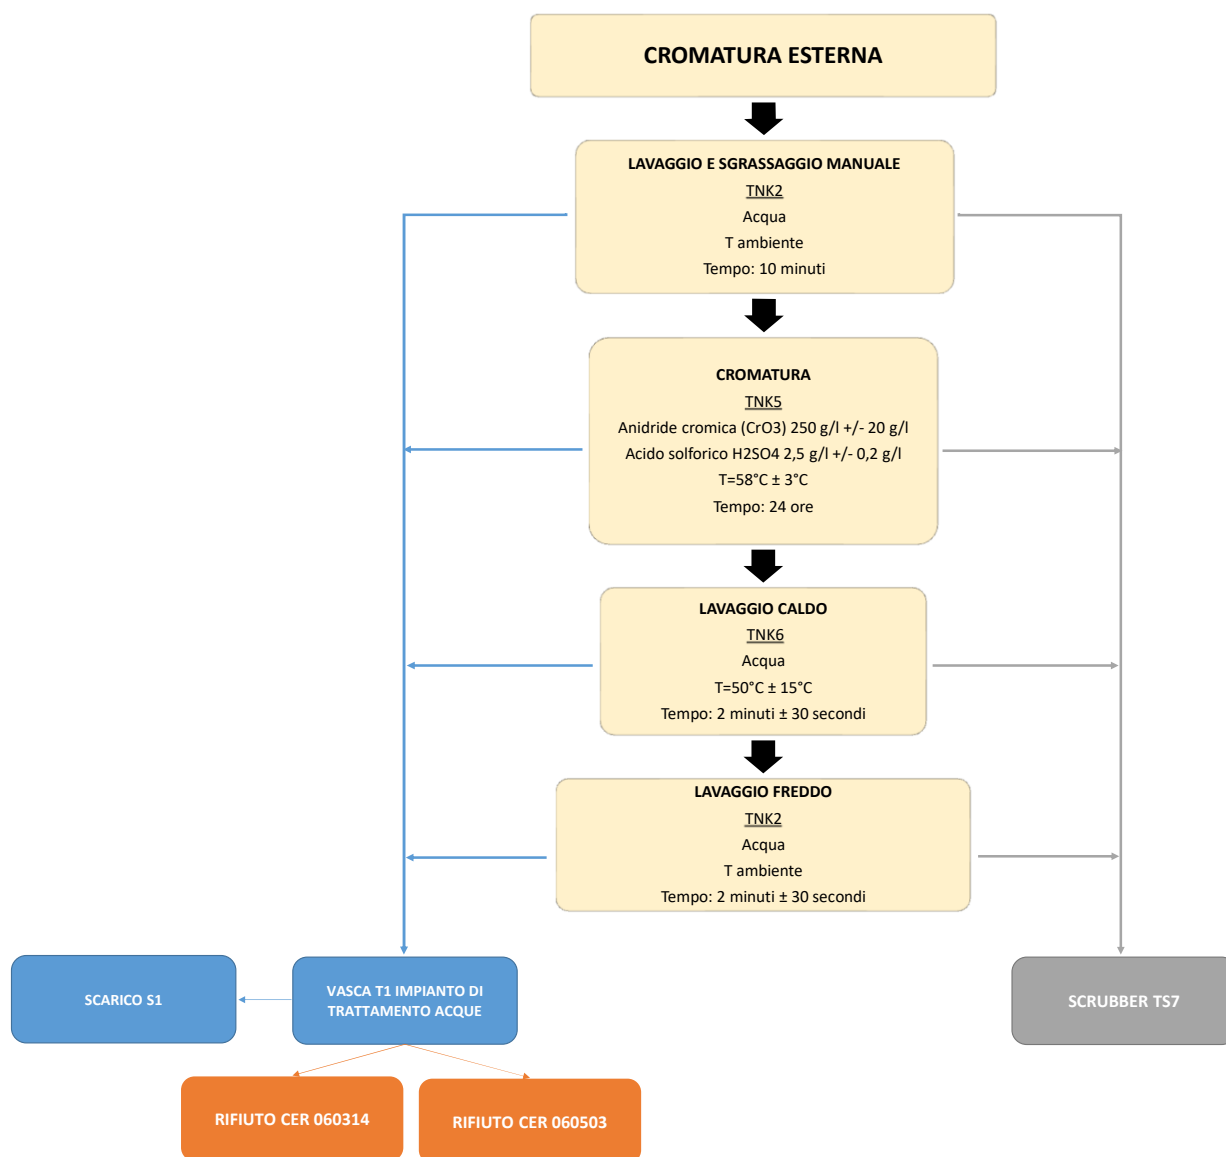 CROMATURA ESTERNA
LAVAGGIO E SGRASSAGGIO MANUALE
TNK2
Acqua
T ambiente
Tempo: 10 minuti
CROMATURA
TNK5
Anidride cromica (CrO3) 250 g/l +/- 20 g/l
Acido solforico H2SO4 2,5 g/l +/- 0,2 g/l
T=58°C ± 3°C
Tempo: 24 ore
LAVAGGIO CALDO
TNK6
Acqua
T=50°C ± 15°C
Tempo: 2 minuti ± 30 secondi
LAVAGGIO FREDDO
TNK2
Acqua
T ambiente
Tempo: 2 minuti ± 30 secondi
SCARICO S1
VASCA T1 IMPIANTO DI
TRATTAMENTO ACQUE
SCRUBBER TS7
RIFIUTO CER 060314
RIFIUTO CER 060503